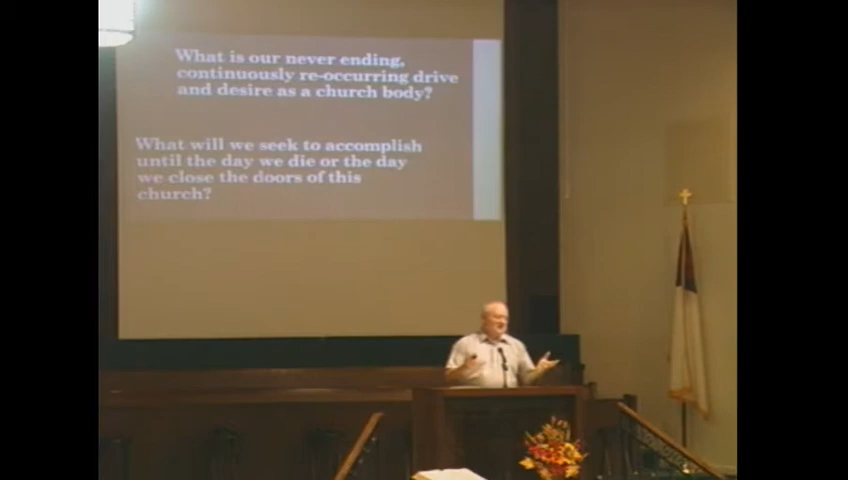 What is our never ending,
continuously re-occurring drive
and desire as a church body?
What will we seek to accomplish
until the day we die or the day
we close the doors of this
church?